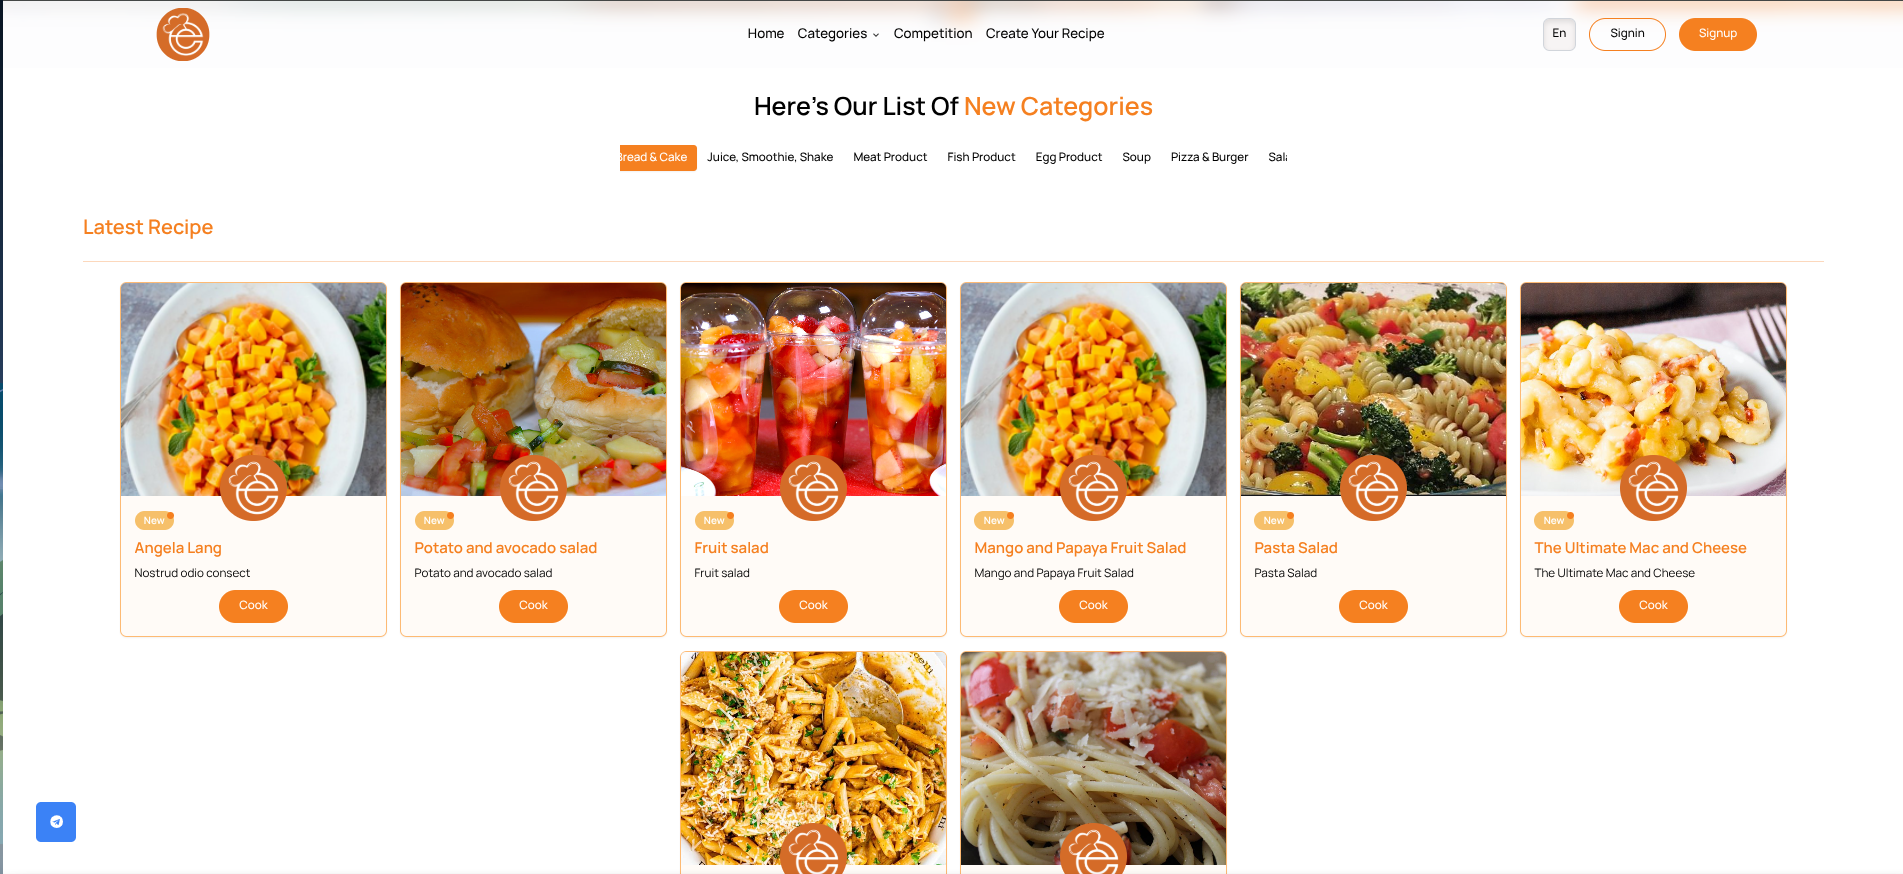 Home Categories Competition Create Your Recipe
En Signin Signup
Here's Our List Of New Categories
Bread & Cake Juice, Smoothie, Shake Meat Product Fish Product Egg Product Soup Pizza & Burger
Latest Recipe
New
Angela Lang
Nostrud odio consect
Cook
New
Potato and avocado salad
Potato and avocado salad
Cook
New
Fruit salad
Fruit salad
Cook
New
Mango and Papaya Fruit Salad
Mango and Papaya Fruit Salad
Cook
New
Pasta Salad
Pasta Salad
Cook
New
The Ultimate Mac and Cheese
The Ultimate Mac and Cheese
Cook